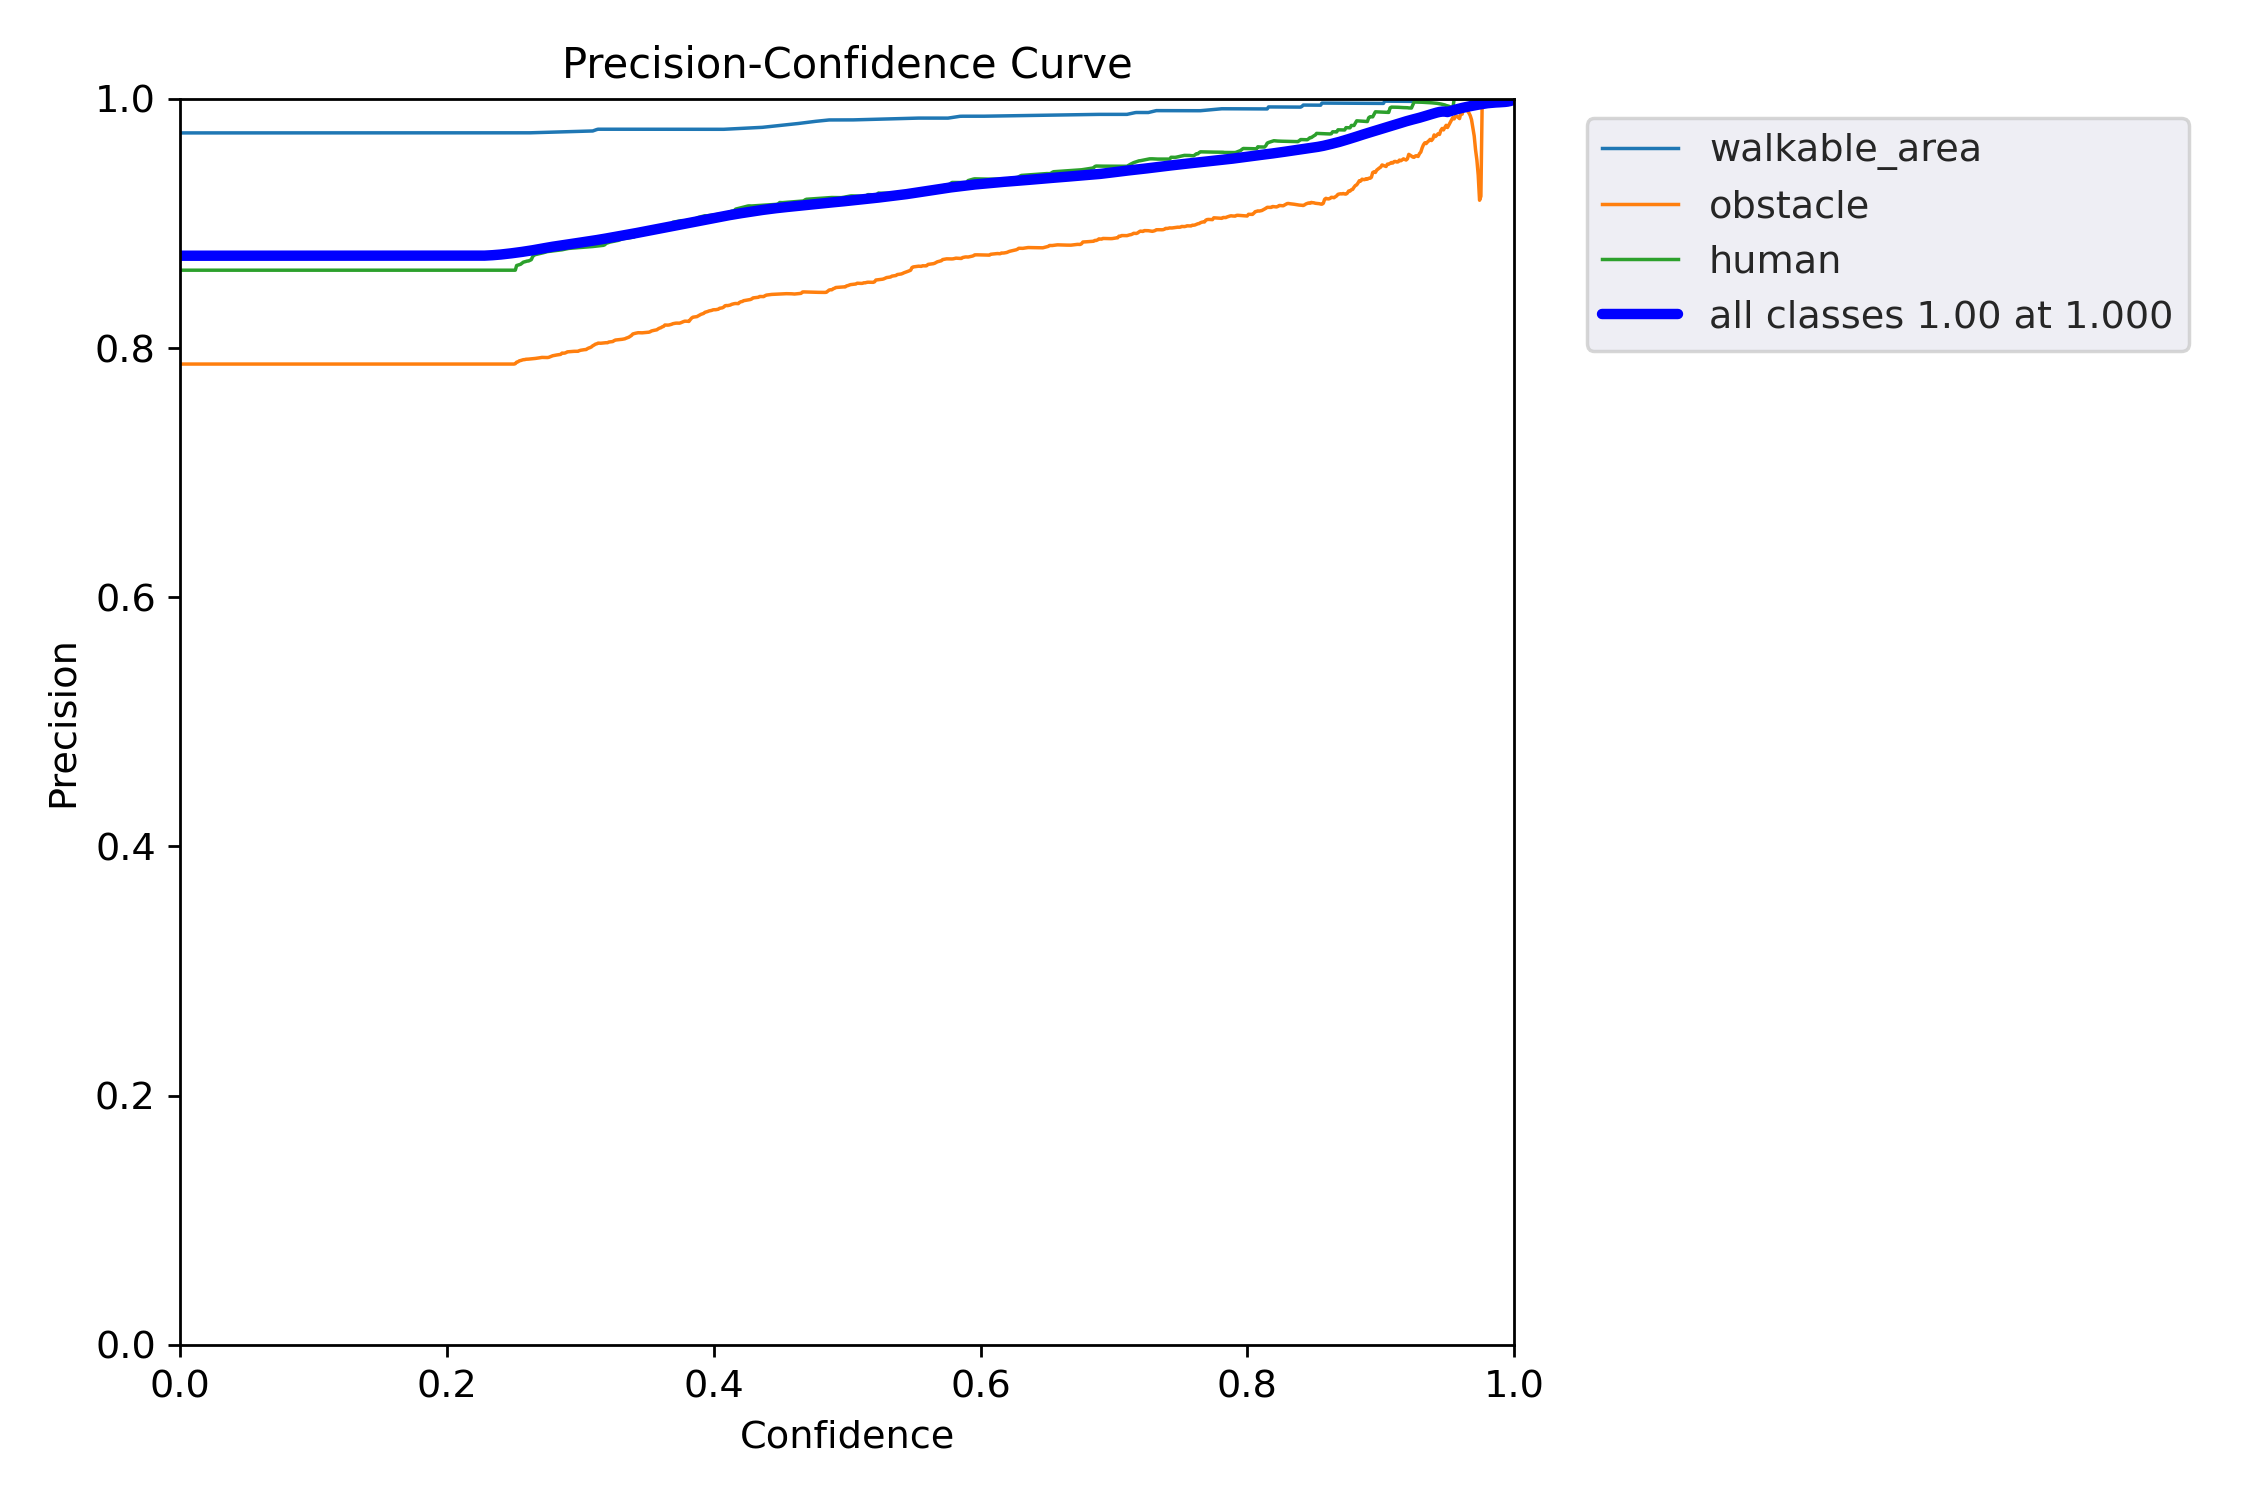 Precision-Confidence Curve
1.0
0.8
0.6
0.4
0.2
0.0
Precision
0.0 0.2 0.4 0.6 0.8 1.0
Confidence
walkable_area
obstacle
human
all classes 1.00 at 1.000